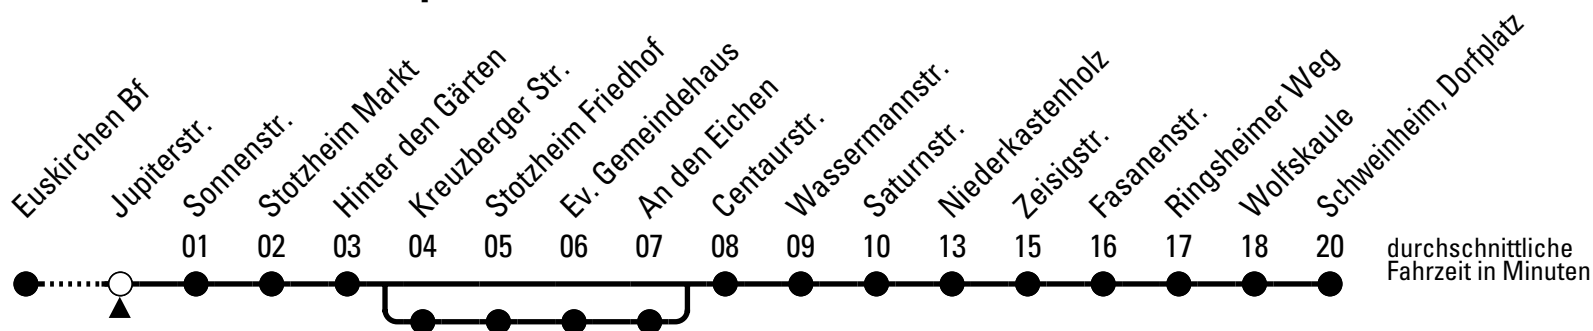 Euskirchen Bf
Jupiterstr.
Sonnenstr.
Stotzheim Markt
Hinter den Gärten
Kreuzberger Str.
Stotzheim Friedhof
Ev. Gemeindehaus
An den Eichen
Centaurstr.
Wassermannstr.
Saturnstr.
Niederkastenholz
Zeisigstr.
Fasanenstr.
Ringsheimer Weg
Wolfskaule
Schweinheim, Dorfplatz
01 02 03 04 05 06 07 08 09 10 13 15 16 17 18 20
durchschnittliche
Fahrzeit in Minuten